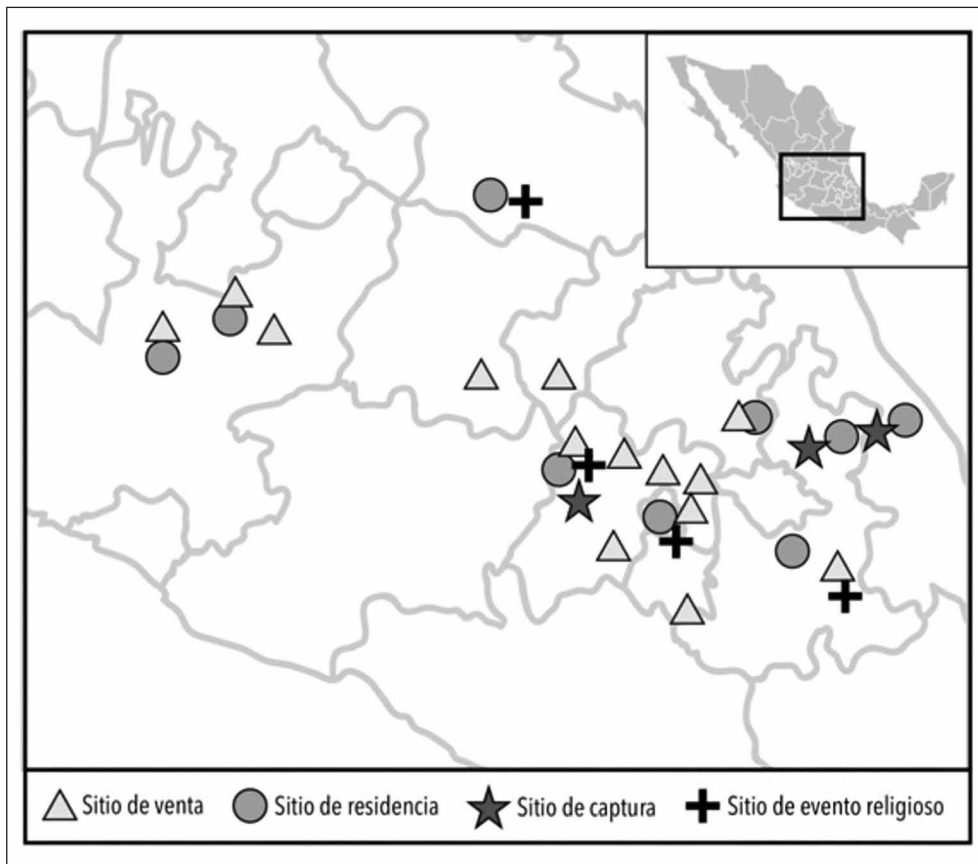 Sitio de venta
Sitio de residencia
Sitio de captura
Sitio de evento religioso